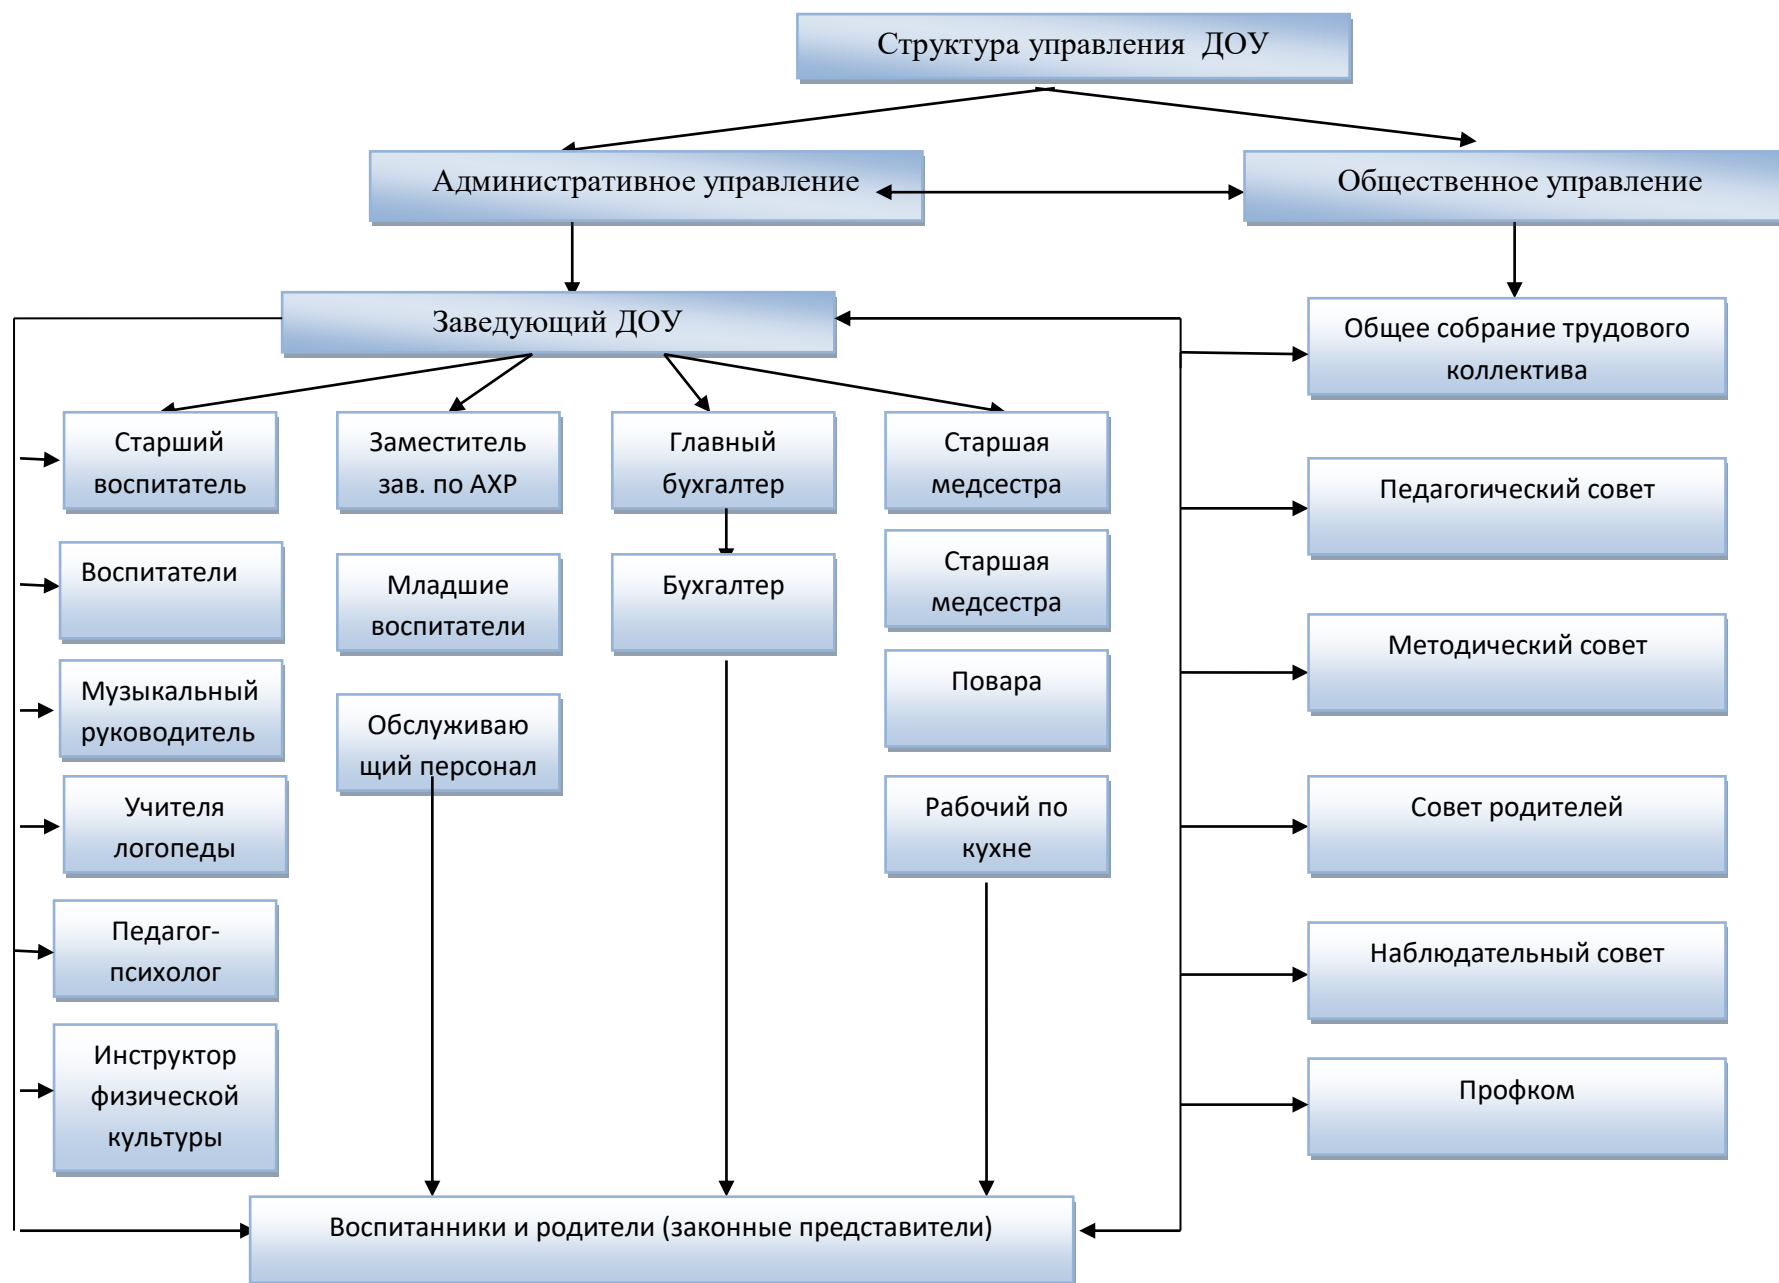 Структура управления ДОУ
Административное управление
Общественное управление
Заведующий ДОУ
Общее собрание трудового
коллектива
Старший
воспитатель
Заместитель
зав. по АХР
Главный
бухгалтер
Старшая
медсестра
Педагогический совет
Воспитатели
Младшие
воспитатели
Бухгалтер
Старшая
медсестра
Методический совет
Музыкальный
руководитель
Обслуживаю
щий персонал
Повара
Учителя
логопеды
Рабочий по
кухне
Совет родителей
Педагог-
психолог
Наблюдательный совет
Инструктор
физической
культуры
Профком
Воспитанники и родители (законные представители)